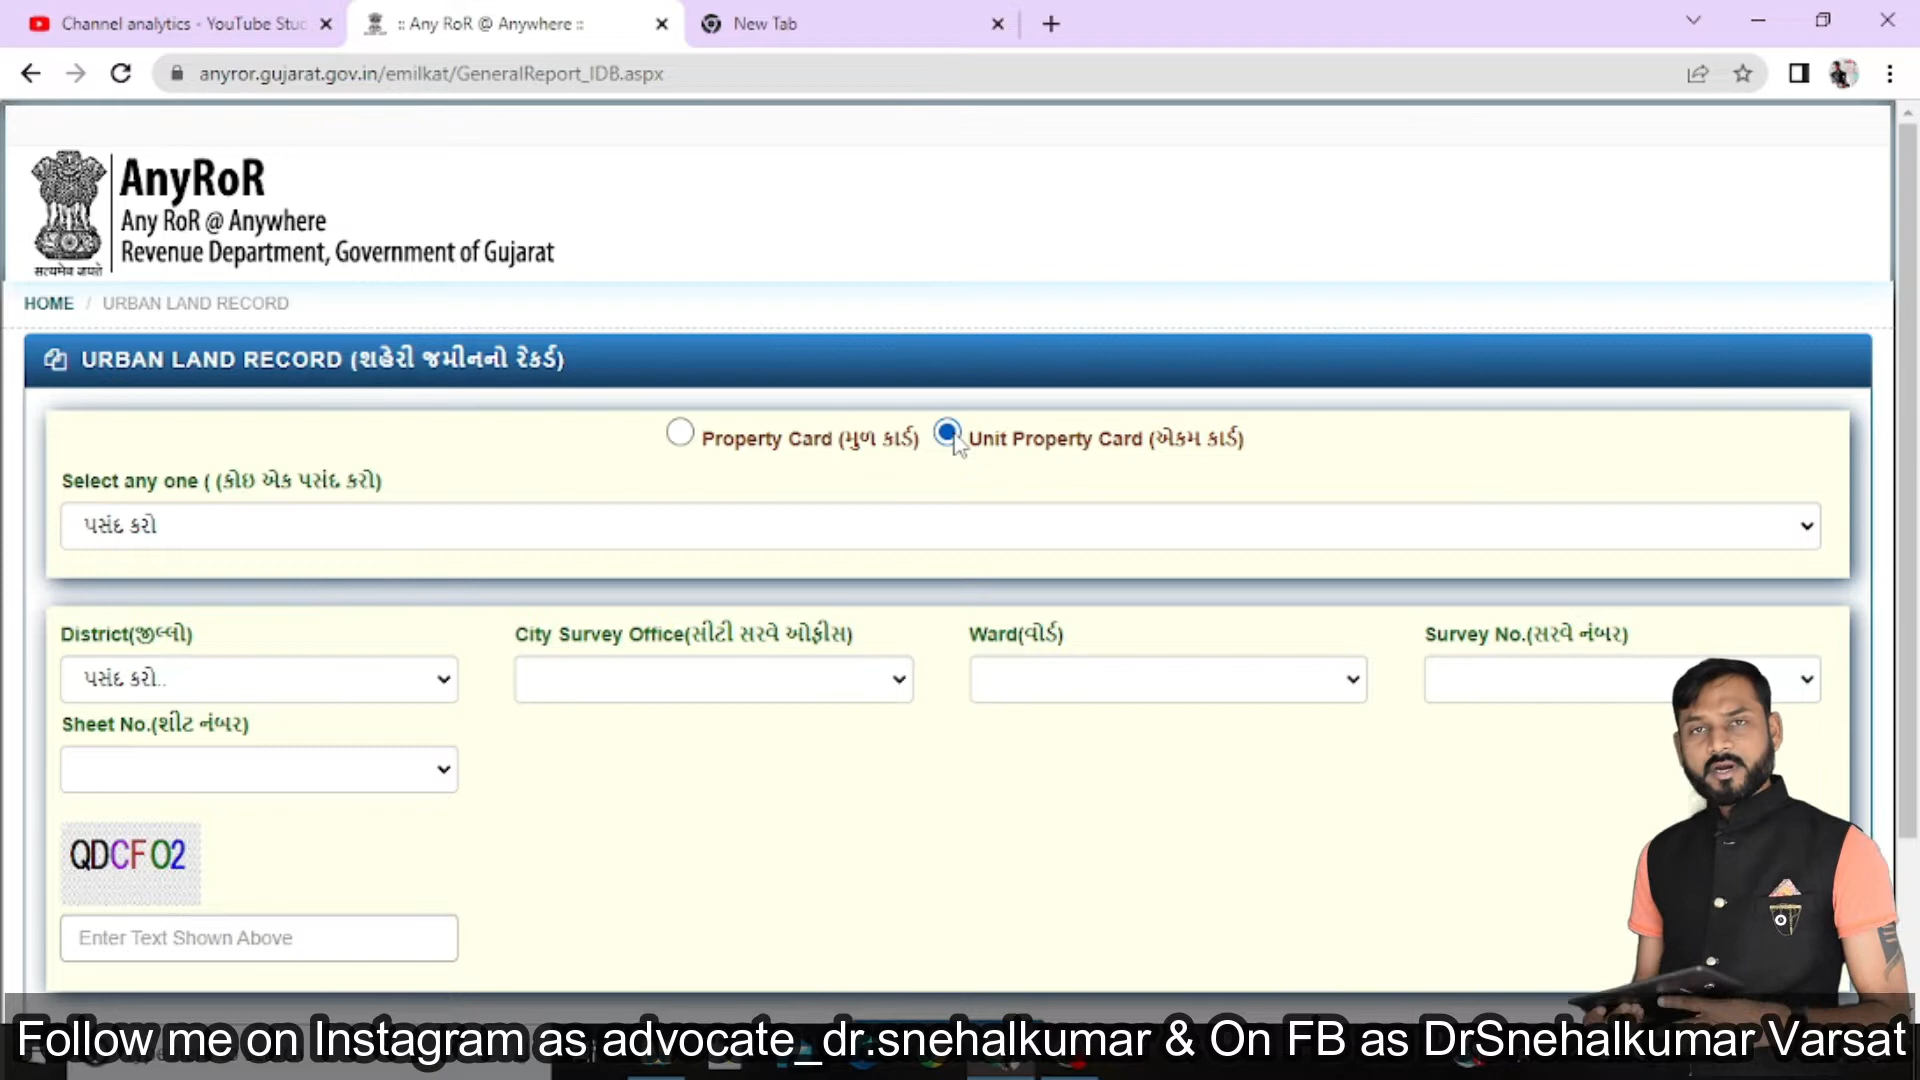 Channel analytics - YouTube Stud
:: Any RoR @ Anywhere ::
New Tab
anyror.gujarat.gov.in/emilkat/GeneralReport_IDB.aspx
सत्यमेव जयते
AnyRoR
Any RoR @ Anywhere
Revenue Department, Government of Gujarat
HOME / URBAN LAND RECORD
URBAN LAND RECORD (શહેરી જમીનનો રેકર્ડ)
Property Card (મુળ કાર્ડ) Unit Property Card (એકમ કાર્ડ)
Select any one ( (કોઇ એક પસંદ કરો)
પસંદ કરો
District(જીલ્લો) City Survey Office(સીટી સરવે ઓફીસ) Ward(વોર્ડ) Survey No.(સરવે નંબર)
પસંદ કરો..
Sheet No.(શીટ નંબર)
QDCFO2
Enter Text Shown Above
Follow me on Instagram as advocate_ dr.snehalkumar & On FB as DrSnehalkumar Varsat